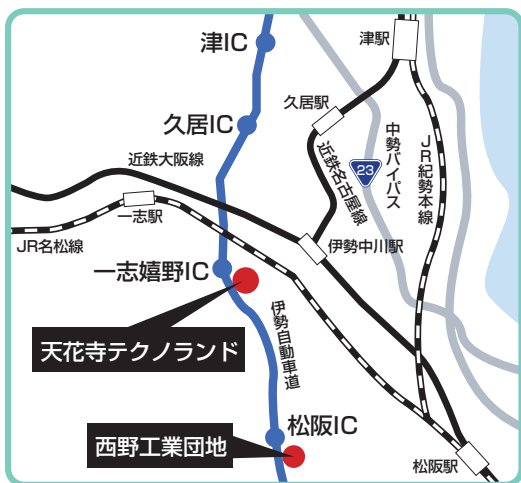 津IC
津駅
久居駅
久居IC
近鉄大阪線
近鉄名古屋線
23
中勢バイパス
JR紀勢本線
一志駅
JR名松線
伊勢中川駅
一志嬉野IC
天花寺テクノランド
伊勢自動車道
松阪IC
西野工業団地
松阪駅